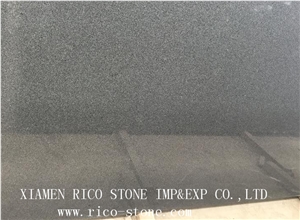 XIAMEN RICO STONE IMP&EXP CO.,LTD
www.rico-stone.com